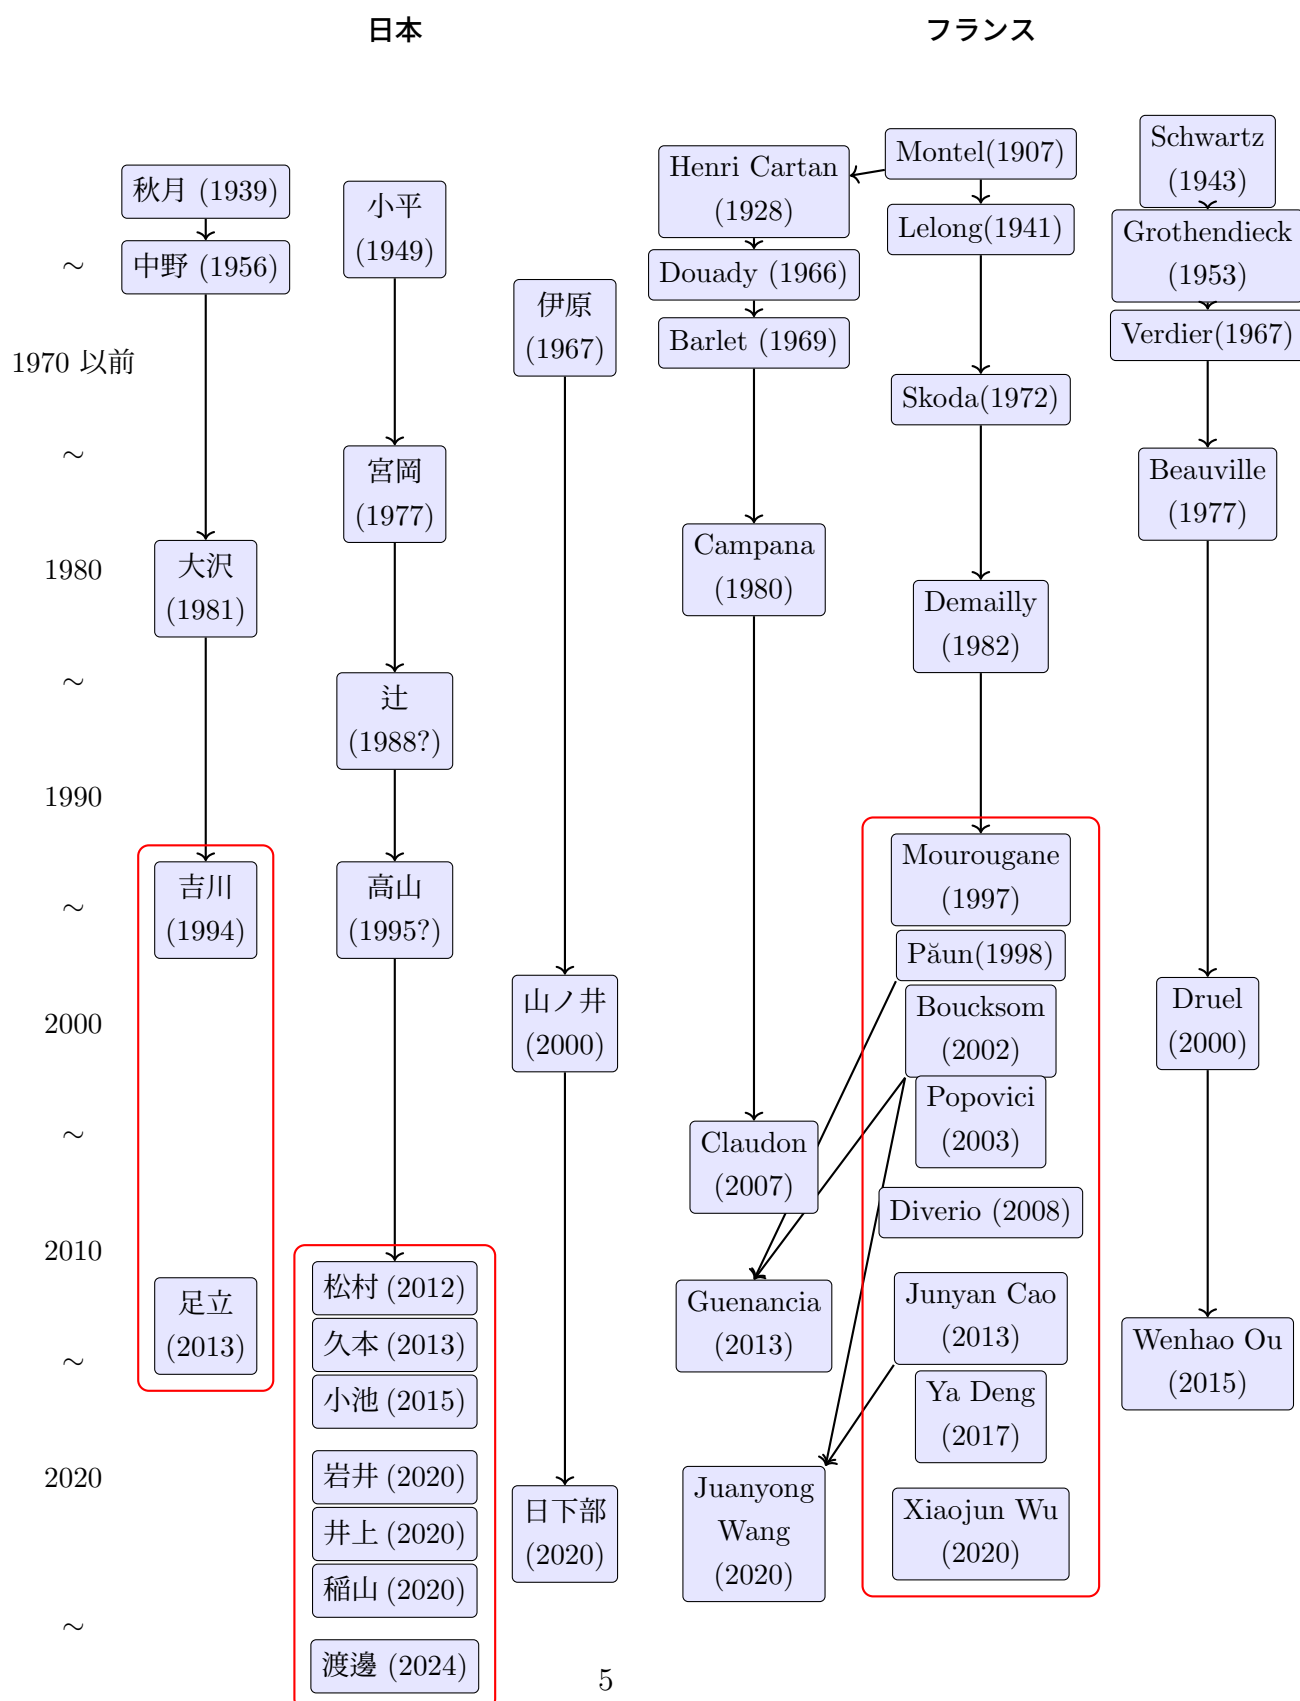 日本
フランス
秋月 (1939)
中野 (1956)
大沢
(1981)
吉川
(1994)
足立
(2013)
小平
(1949)
宮岡
(1977)
辻
(1988?)
高山
(1995?)
松村 (2012)
久本 (2013)
小池 (2015)
岩井 (2020)
井上 (2020)
稲山 (2020)
渡邊 (2024)
伊原
(1967)
山ノ井
(2000)
日下部
(2020)
Henri Cartan
(1928)
Douady (1966)
Barlet (1969)
Campana
(1980)
Claudon
(2007)
Guenancia
(2013)
Juanyong
Wang
(2020)
Montel(1907)
Lelong(1941)
Skoda(1972)
Demailly
(1982)
Mourougane
(1997)
Păun(1998)
Boucksom
(2002)
Popovici
(2003)
Diverio (2008)
Junyan Cao
(2013)
Ya Deng
(2017)
Xiaojun Wu
(2020)
Schwartz
(1943)
Grothendieck
(1953)
Verdier(1967)
Beauville
(1977)
Druel
(2000)
Wenhao Ou
(2015)
∼
1970 以前
∼
1980
∼
1990
∼
2000
∼
2010
∼
2020
∼
5